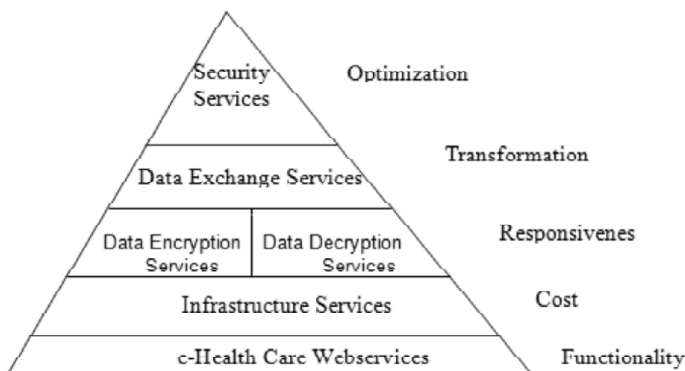 Security
Services
Optimization
Transformation
Data Exchange Services
Responsivenes
Data Encryption
Services
Data Decryption
Services
Infrastructure Services
Cost
e-Health Care Webservices
Functionality